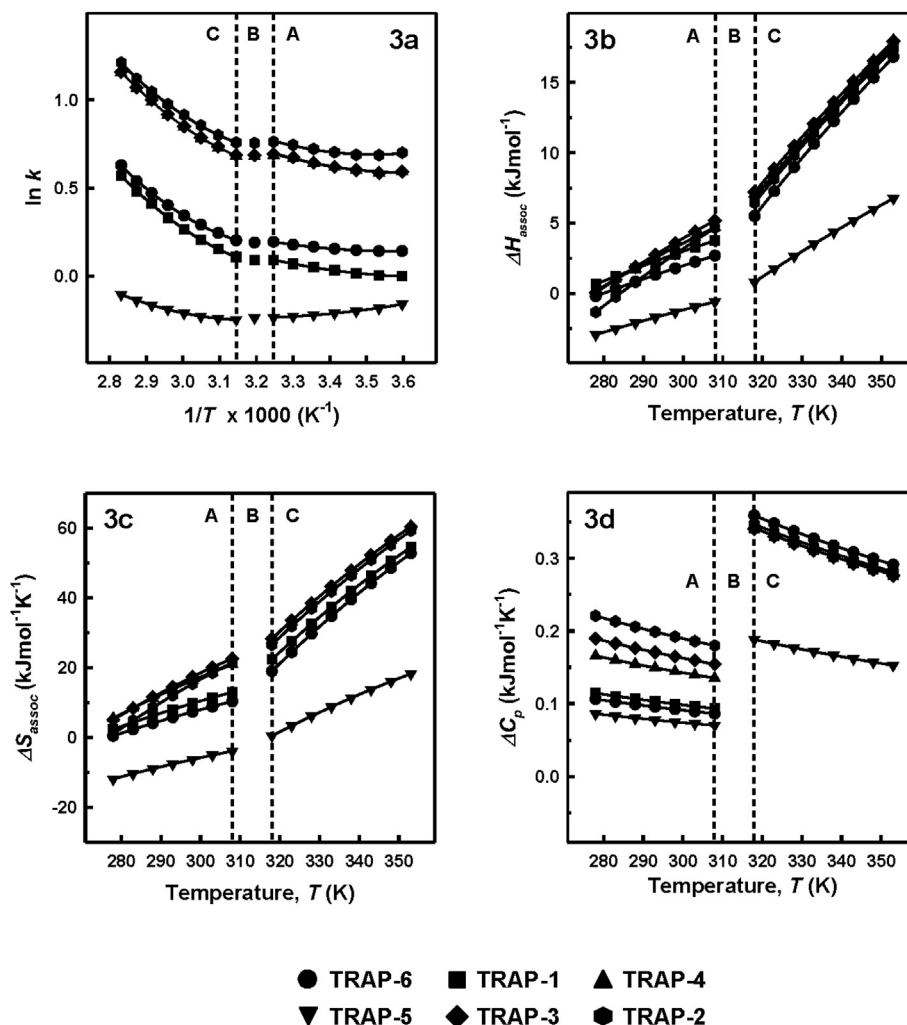 C B A 3a
1.0
0.5
0.0
ln k
2.8 2.9 3.0 3.1 3.2 3.3 3.4 3.5 3.6
1/T x 1000 (K⁻¹)
3b A B C
15
10
5
0
ΔH assoc (kJmol⁻¹)
280 290 300 310 320 330 340 350
Temperature, T (K)
3c A B C
60
40
20
0
-20
ΔS assoc (kJmol⁻¹K⁻¹)
280 290 300 310 320 330 340 350
Temperature, T (K)
3d
A B C
0.3
0.2
0.1
0.0
ΔCp (kJmol⁻¹K⁻¹)
280 290 300 310 320 330 340 350
Temperature, T (K)
TRAP-6 TRAP-1 TRAP-4
TRAP-5 TRAP-3 TRAP-2